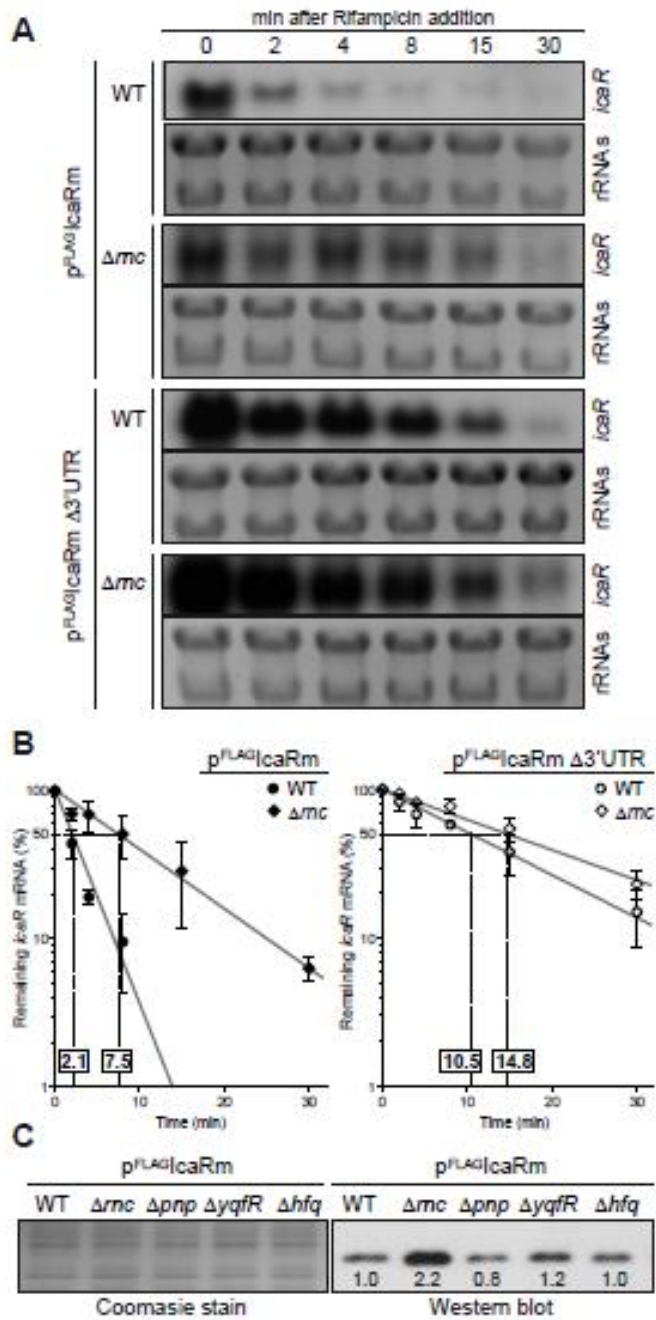 A
min after Rifampicin addition
0 2 4 8 15 30
pFLAGIcaRm
WT
icaR
rRNAs
Δrnc
icaR
rRNAs
pFLAGIcaRm Δ3'UTR
WT
icaR
rRNAs
Δrnc
icaR
rRNAs
B
pFLAGIcaRm
WT
Δrnc
Remaining icaR mRNA (%)
100
50
10
1
2.1 7.5
0 10 20 30
Time (min)
pFLAGIcaRm Δ3'UTR
WT
Δrnc
Remaining icaR mRNA (%)
100
50
10
1
10.5 14.8
0 10 20 30
Time (min)
C
pFLAGIcaRm
WT Δrnc Δpnp ΔyqfR Δhfq
Coomasie stain
pFLAGIcaRm
WT Δrnc Δpnp ΔyqfR Δhfq
1.0 2.2 0.8 1.2 1.0
Western blot